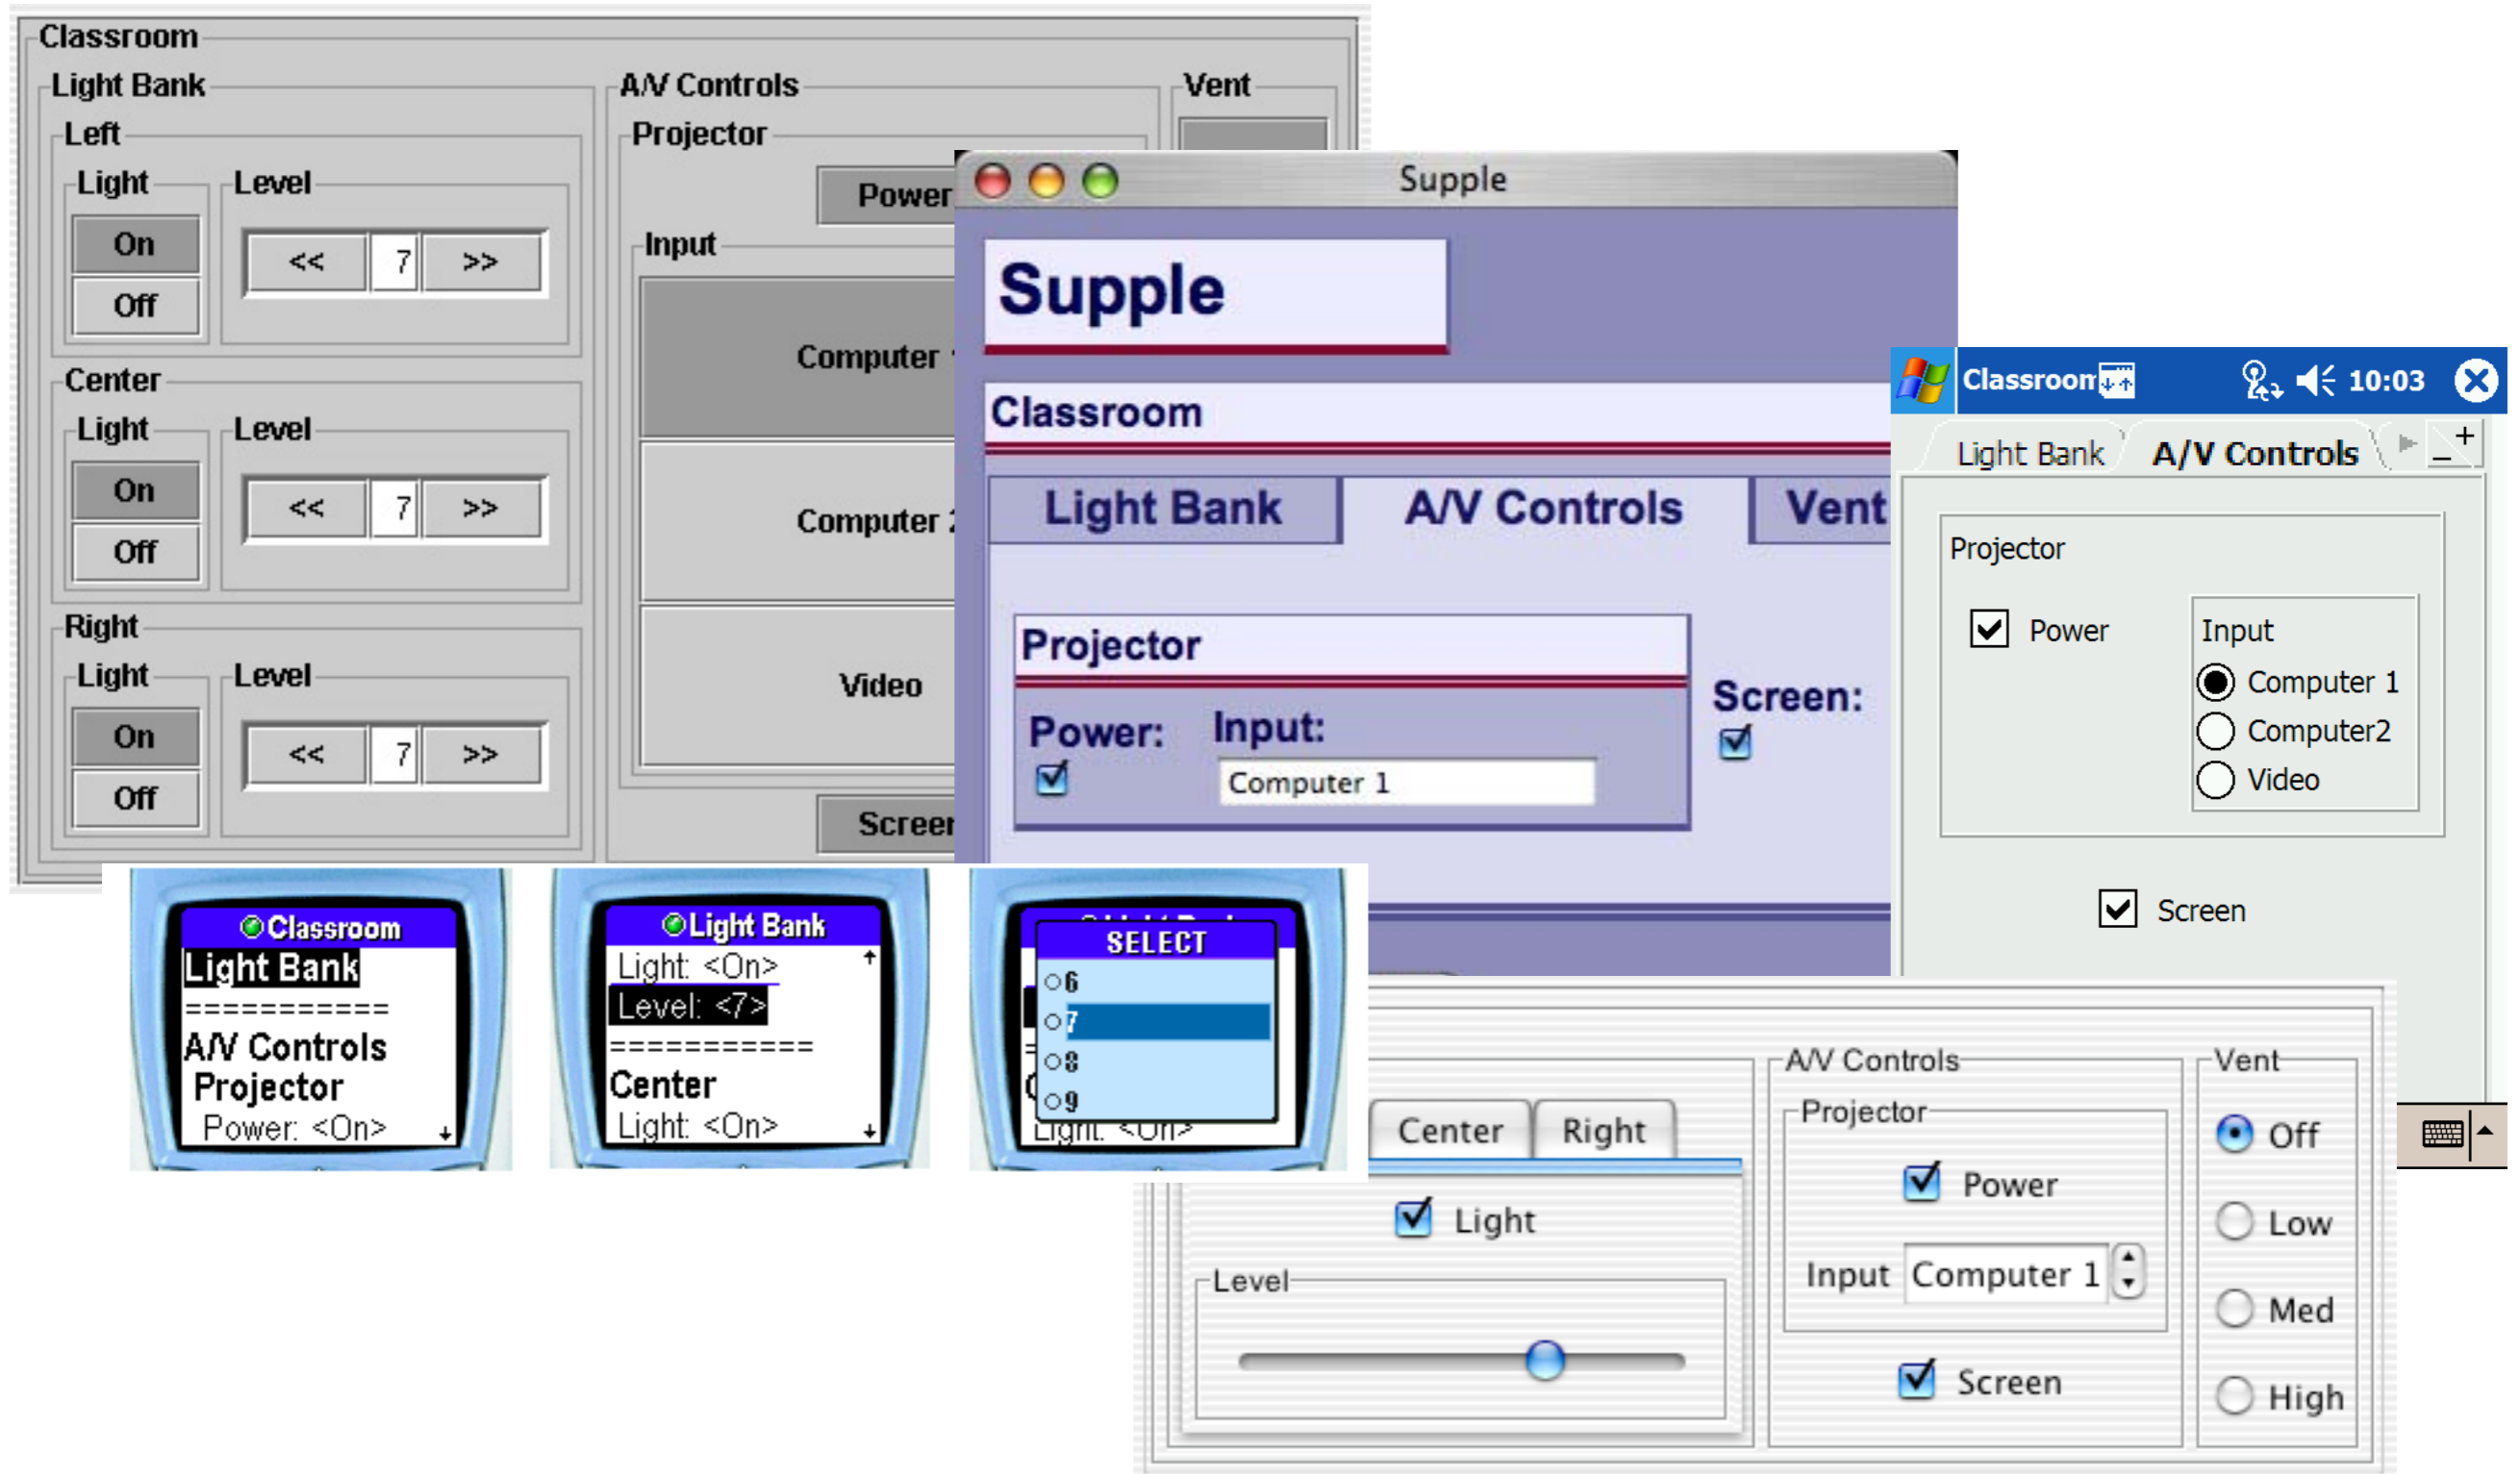 Classroom
Light Bank
Left
Light
Level
On
Off
<< 7 >>
Center
Light
Level
On
Off
<< 7 >>
Right
Light
Level
On
Off
<< 7 >>
A/V Controls
Projector
Power
Input
Computer
Computer
Video
Vent
Supple
Supple
Classroom
Light Bank
A/V Controls
Vent
Projector
Power:
Input:
Computer 1
Screen:
10:03
Light Bank
A/V Controls
Projector
Power
Input
Computer 1
Computer2
Video
Screen
Classroom
Light Bank
===========
A/V Controls
Projector
Power: <On>
Light Bank
Light: <On>
Level: <7>
===========
Center
Light: <On>
SELECT
6
7
8
9
Center
Right
Light
Level
A/V Controls
Projector
Power
Input Computer 1
Screen
Vent
Off
Low
Med
High